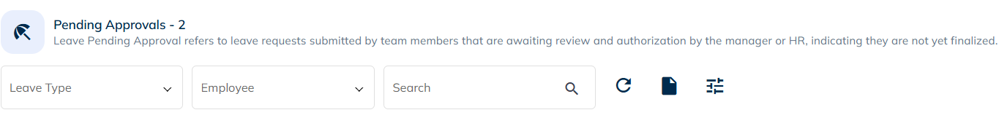 Pending Approvals - 2
Leave Pending Approval refers to leave requests submitted by team members that are awaiting review and authorization by the manager or HR, indicating they are not yet finalized.
Leave Type
Employee
Search